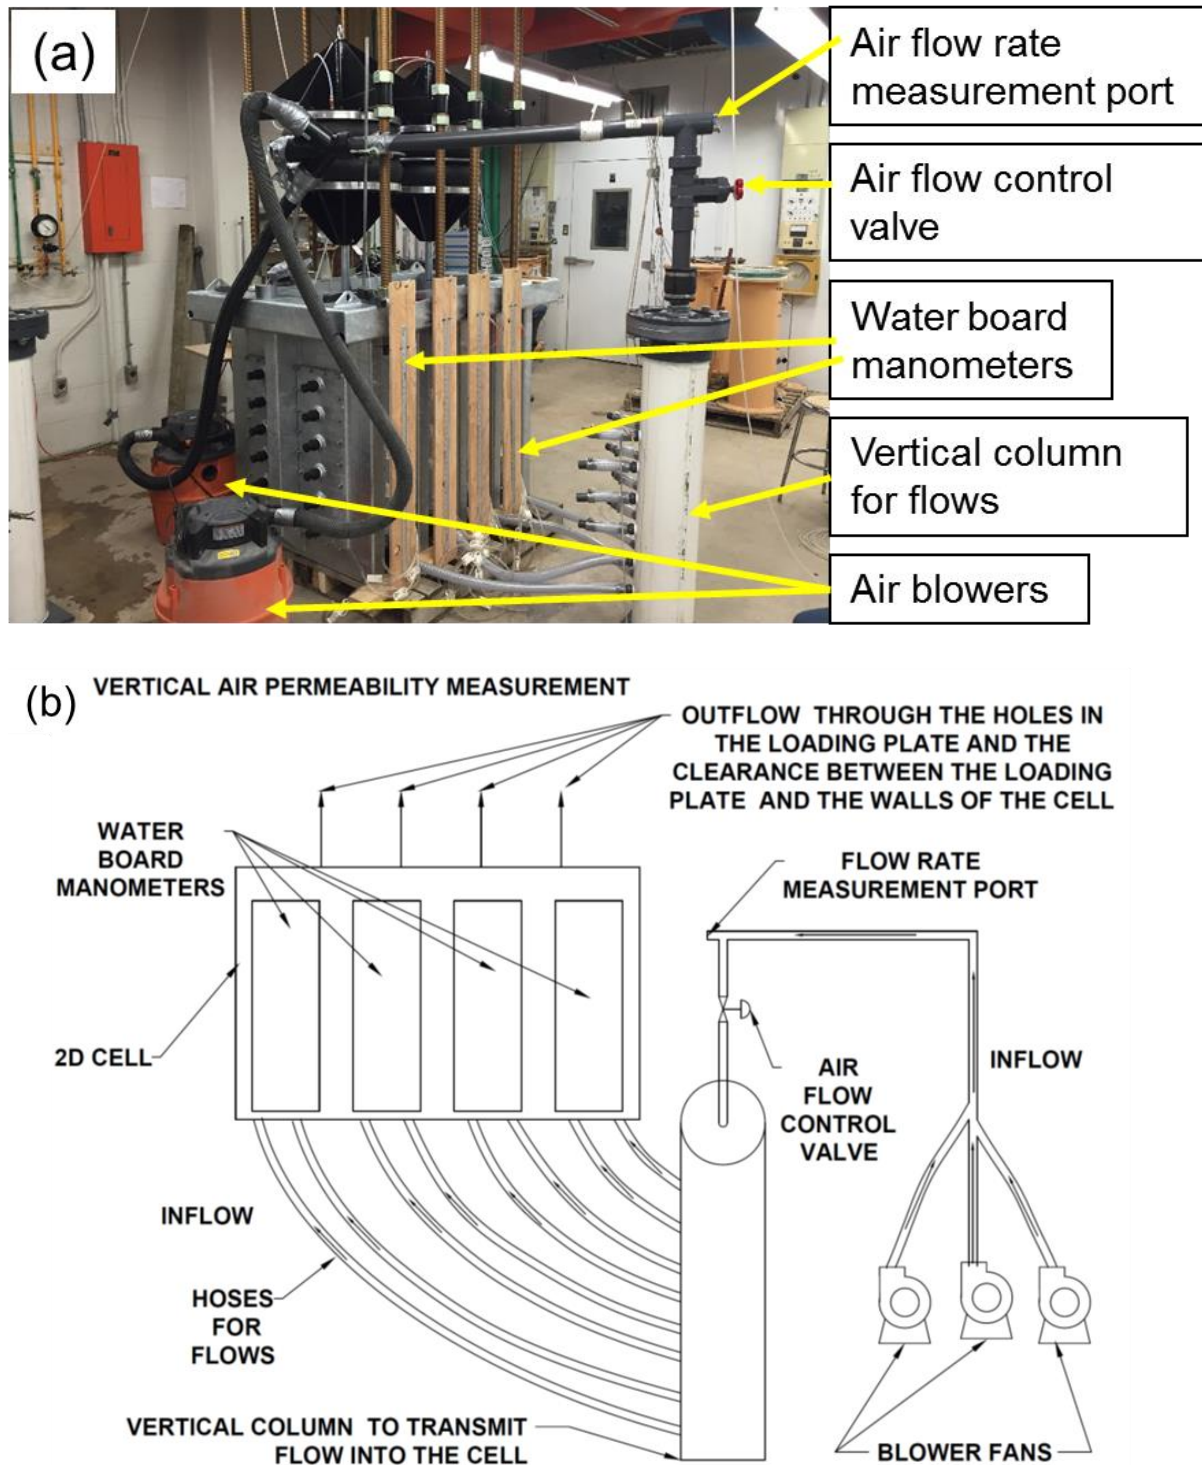 (a)
Air flow rate
measurement port
Air flow control
valve
Water board
manometers
Vertical column
for flows
Air blowers
(b)
VERTICAL AIR PERMEABILITY MEASUREMENT
OUTFLOW THROUGH THE HOLES IN
THE LOADING PLATE AND THE
CLEARANCE BETWEEN THE LOADING
PLATE AND THE WALLS OF THE CELL
WATER
BOARD
MANOMETERS
FLOW RATE
MEASUREMENT PORT
2D CELL
AIR
FLOW
CONTROL
VALVE
INFLOW
INFLOW
HOSES
FOR
FLOWS
VERTICAL COLUMN TO TRANSMIT
FLOW INTO THE CELL
BLOWER FANS